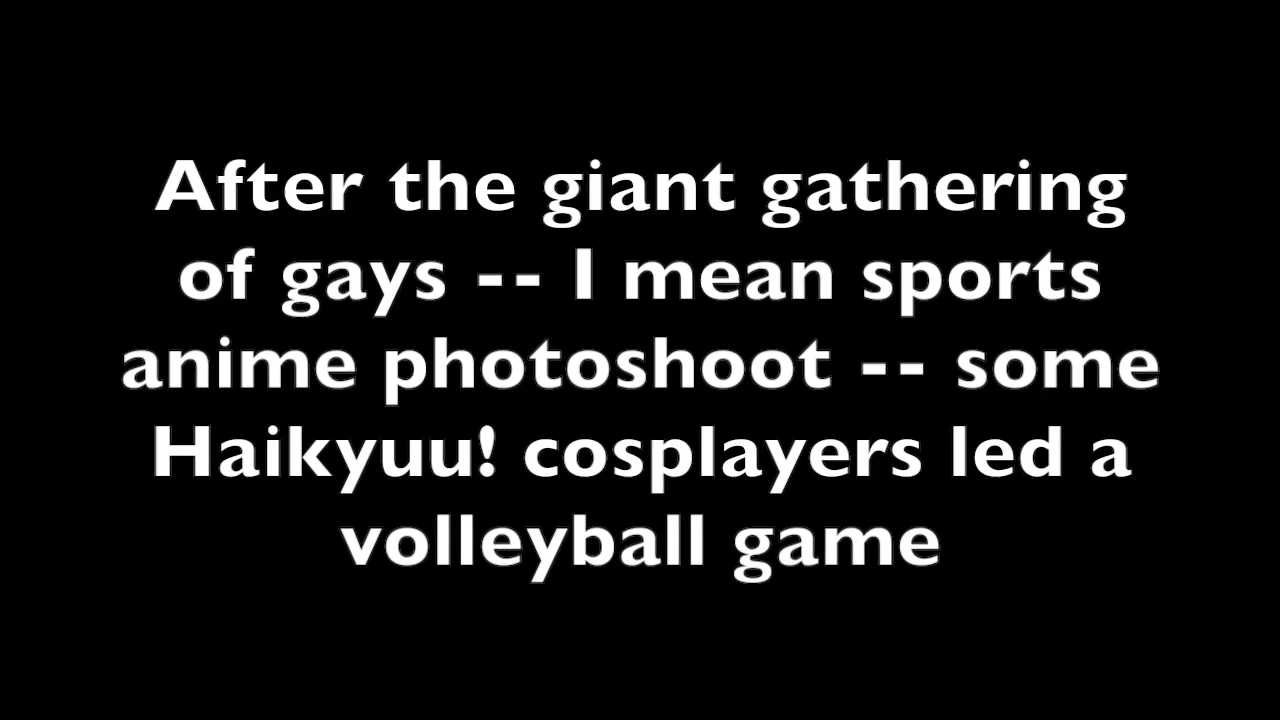 After the giant gathering
of gays -- I mean sports
anime photoshoot -- some
Haikyuu! cosplayers led a
volleyball game